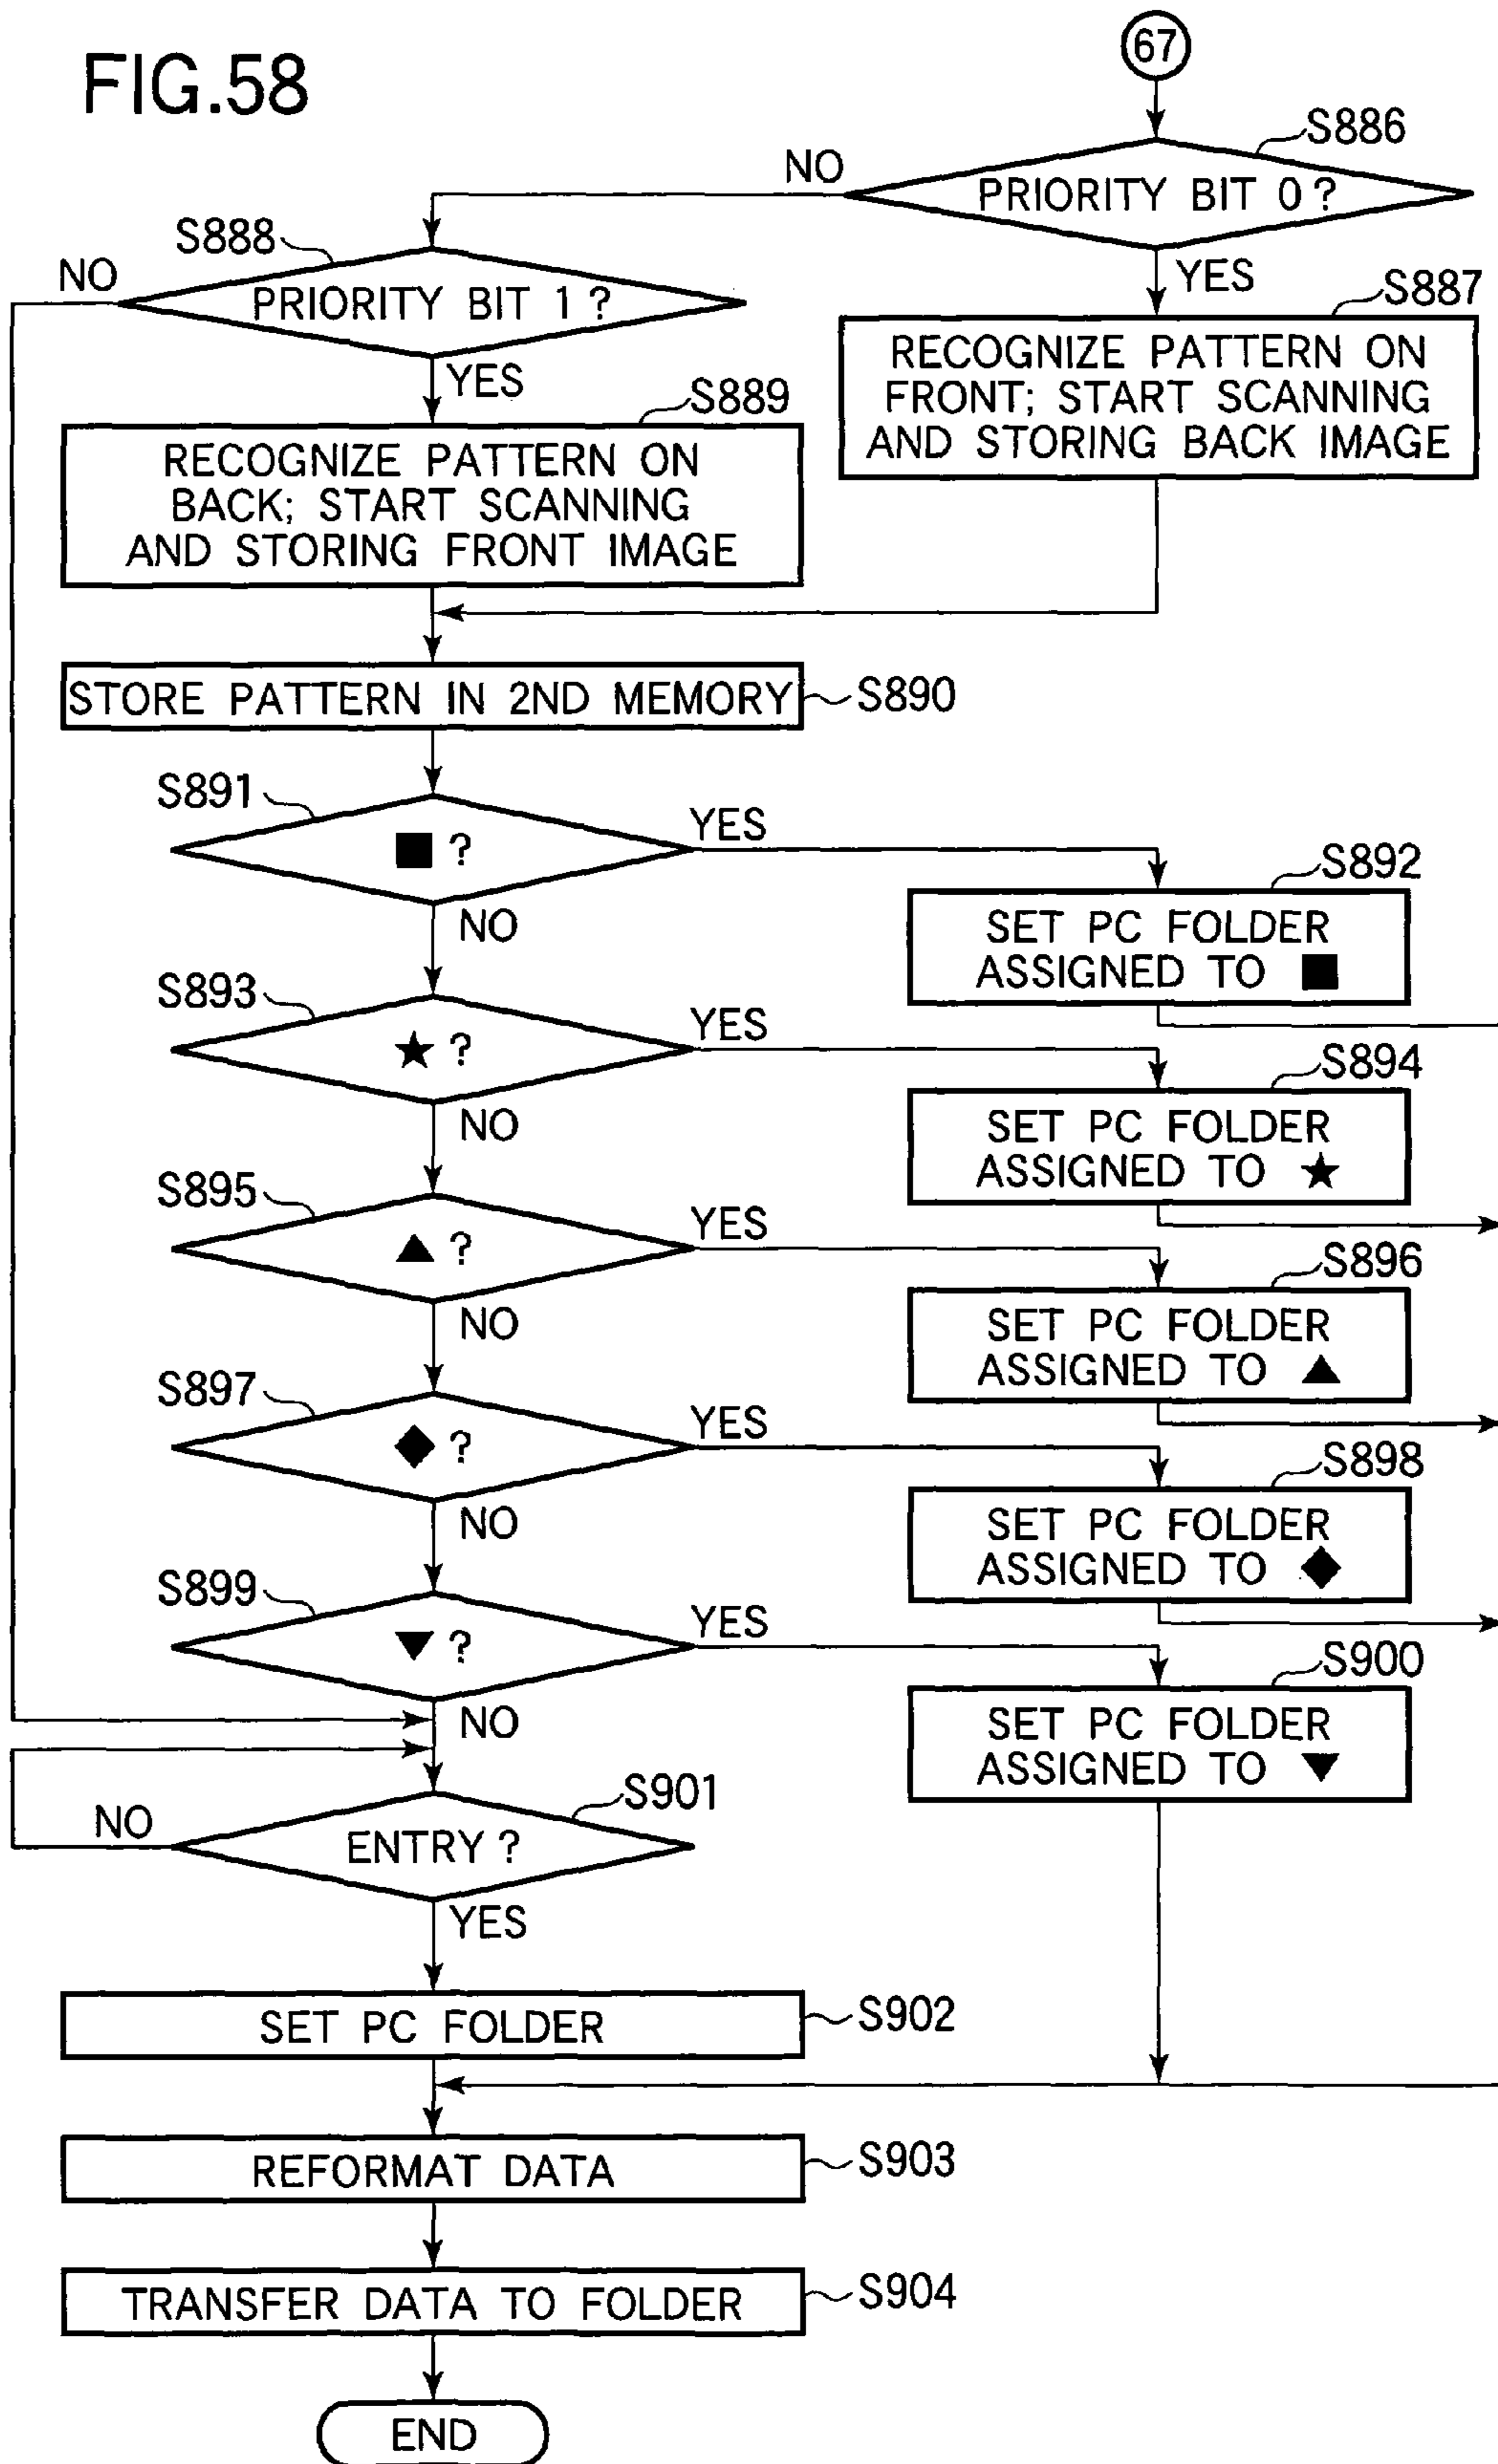 FIG.58
67
S886
NO
PRIORITY BIT 0?
YES
S888
NO
PRIORITY BIT 1?
YES
S887
RECOGNIZE PATTERN ON
FRONT; START SCANNING
AND STORING BACK IMAGE
S889
RECOGNIZE PATTERN ON
BACK; START SCANNING
AND STORING FRONT IMAGE
STORE PATTERN IN 2ND MEMORY
S890
S891
■ ?
YES
NO
S892
SET PC FOLDER
ASSIGNED TO ■
S893
★ ?
YES
NO
S894
SET PC FOLDER
ASSIGNED TO ★
S895
▲ ?
YES
NO
S896
SET PC FOLDER
ASSIGNED TO ▲
S897
◆ ?
YES
NO
S898
SET PC FOLDER
ASSIGNED TO ◆
S899
▼ ?
YES
NO
S900
SET PC FOLDER
ASSIGNED TO ▼
S901
NO
ENTRY?
YES
SET PC FOLDER
S902
REFORMAT DATA
S903
TRANSFER DATA TO FOLDER
S904
END